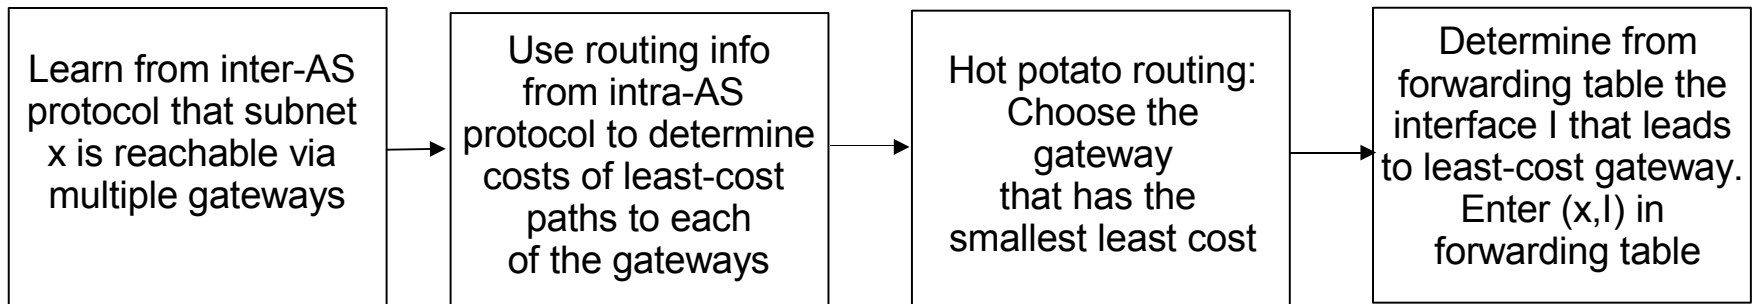 Learn from inter-AS
protocol that subnet
x is reachable via
multiple gateways
Use routing info
from intra-AS
protocol to determine
costs of least-cost
paths to each
of the gateways
Hot potato routing:
Choose the
gateway
that has the
smallest least cost
Determine from
forwarding table the
interface I that leads
to least-cost gateway.
Enter (x,I) in
forwarding table